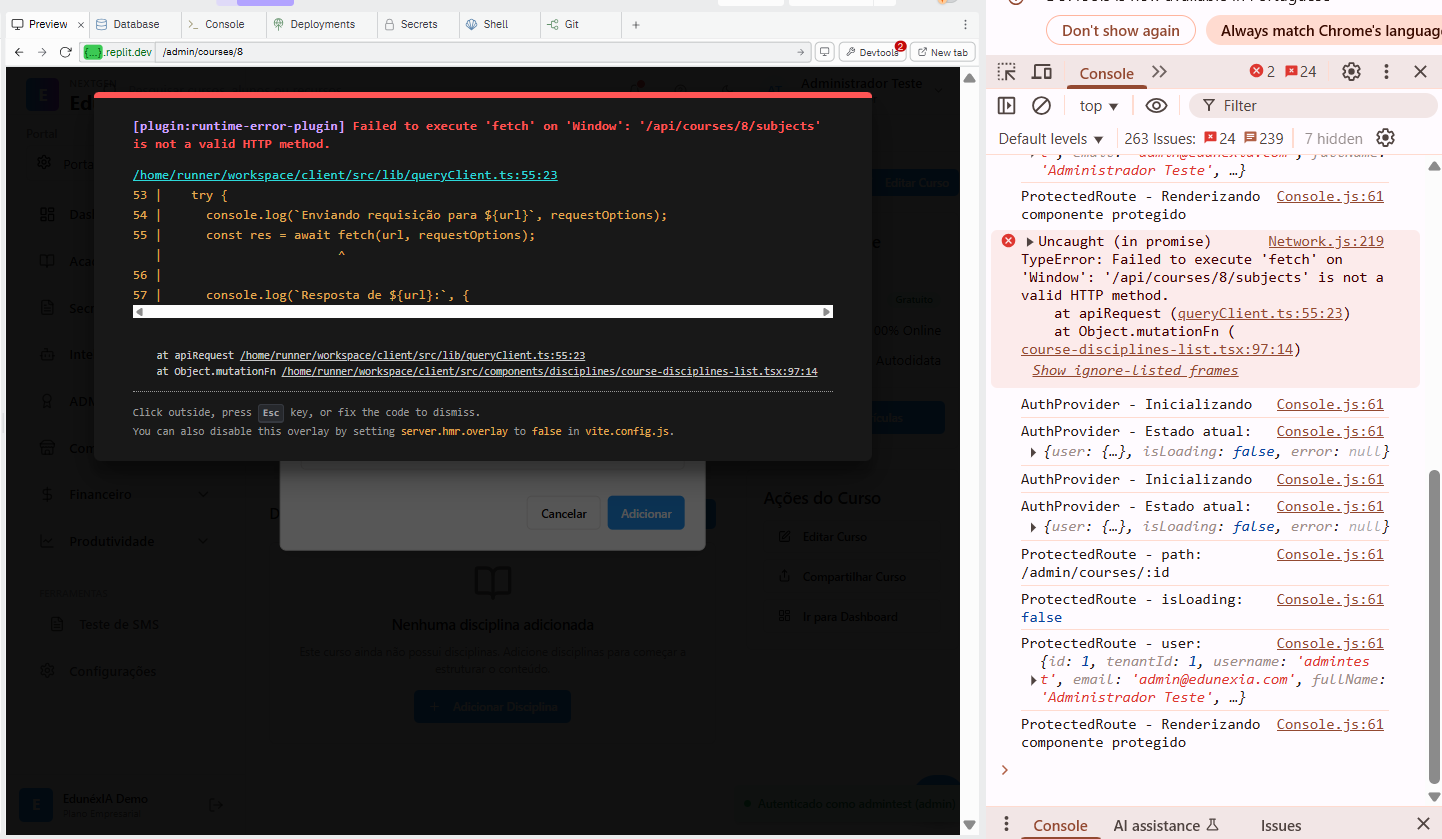 Preview
Database
Console
Deployments
Secrets
Shell
Git
{...}.replit.dev /admin/courses/8
Devtools 2
New tab
E
Administrador Teste
Portal
[plugin:runtime-error-plugin] Failed to execute 'fetch' on 'Window': '/api/courses/8/subjects'
is not a valid HTTP method.
/home/runner/workspace/client/src/lib/queryClient.ts:55:23
53 | try {
54 | console.log(`Enviando requisição para ${url}`, requestOptions);
55 | const res = await fetch(url, requestOptions);
| ^
56 |
57 | console.log(`Resposta de ${url}:`, {
at apiRequest /home/runner/workspace/client/src/lib/queryClient.ts:55:23
at Object.mutationFn /home/runner/workspace/client/src/components/disciplines/course-disciplines-list.tsx:97:14
Click outside, press Esc key, or fix the code to dismiss.
You can also disable this overlay by setting server.hmr.overlay to false in vite.config.js.
Editar Curso
Gratuito
00% Online
Autodidata
Financeiro
Produtividade
FERRAMENTAS
Teste de SMS
Configurações
Cancelar
Adicionar
Nenhuma disciplina adicionada
Este curso ainda não possui disciplinas. Adicione disciplinas para começar a
estruturar o conteúdo.
+ Adicionar Disciplina
Ações do Curso
Editar Curso
Compartilhar Curso
Ir para Dashboard
E
EdunexIA Demo
Plano Empresarial
Autenticado como admintest (admin)
Don't show again
Always match Chrome's language
Console
2
24
top
Filter
Default levels
263 Issues: 24 239
7 hidden
'Administrador Teste', …}
ProtectedRoute - Renderizando Console.js:61
componente protegido
Uncaught (in promise) Network.js:219
TypeError: Failed to execute 'fetch' on
'Window': '/api/courses/8/subjects' is not a
valid HTTP method.
at apiRequest (queryClient.ts:55:23)
at Object.mutationFn (
course-disciplines-list.tsx:97:14)
Show ignore-listed frames
AuthProvider - Inicializando Console.js:61
AuthProvider - Estado atual: Console.js:61
{user: {…}, isLoading: false, error: null}
AuthProvider - Inicializando Console.js:61
AuthProvider - Estado atual: Console.js:61
{user: {…}, isLoading: false, error: null}
ProtectedRoute - path: Console.js:61
/admin/courses/:id
ProtectedRoute - isLoading: Console.js:61
false
ProtectedRoute - user: Console.js:61
{id: 1, tenantId: 1, username: 'admintes
t', email: 'admin@edunexia.com', fullName:
'Administrador Teste', …}
ProtectedRoute - Renderizando Console.js:61
componente protegido
Console
AI assistance
Issues